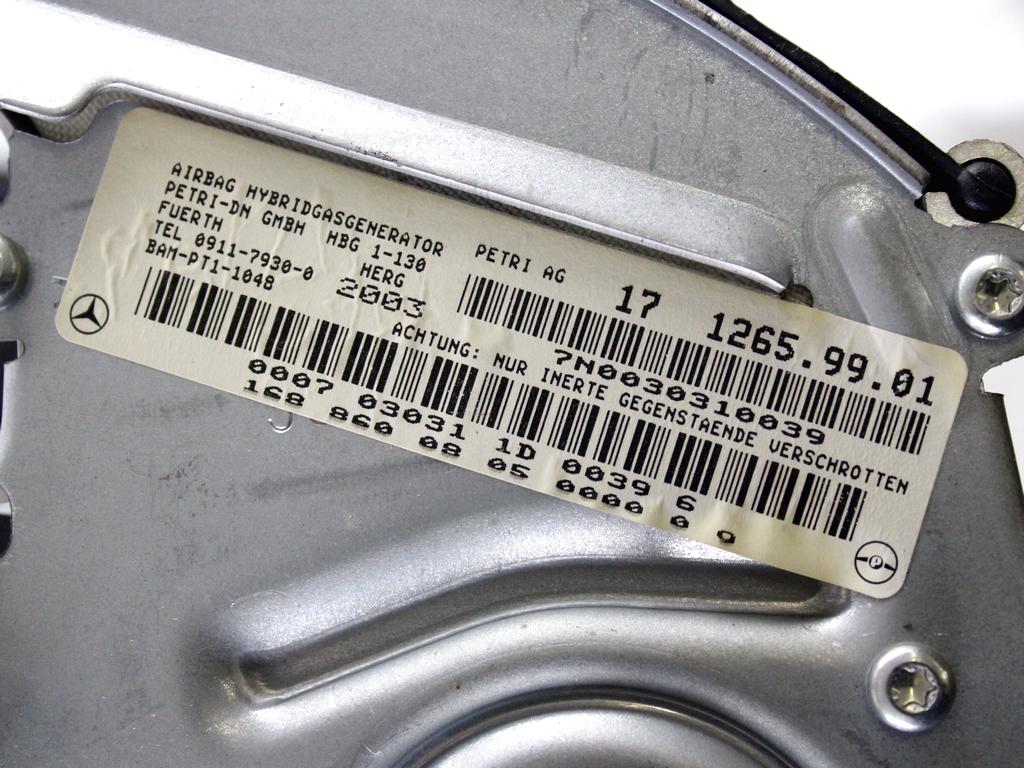 AIRBAG HYBRIDGASGENERATOR
PETRI-DN GMBH HBG 1-130
FUERTH HERG
TEL 0911-7930-0 2003
BAM-PT1-1048
PETRI AG
17 1265.99.01
7N0030310039
ACHTUNG: NUR INERTE GEGENSTAENDE VERSCHROTTEN
0007 03031 1D 0039 6
168 860 08 05 0000 0 0
P